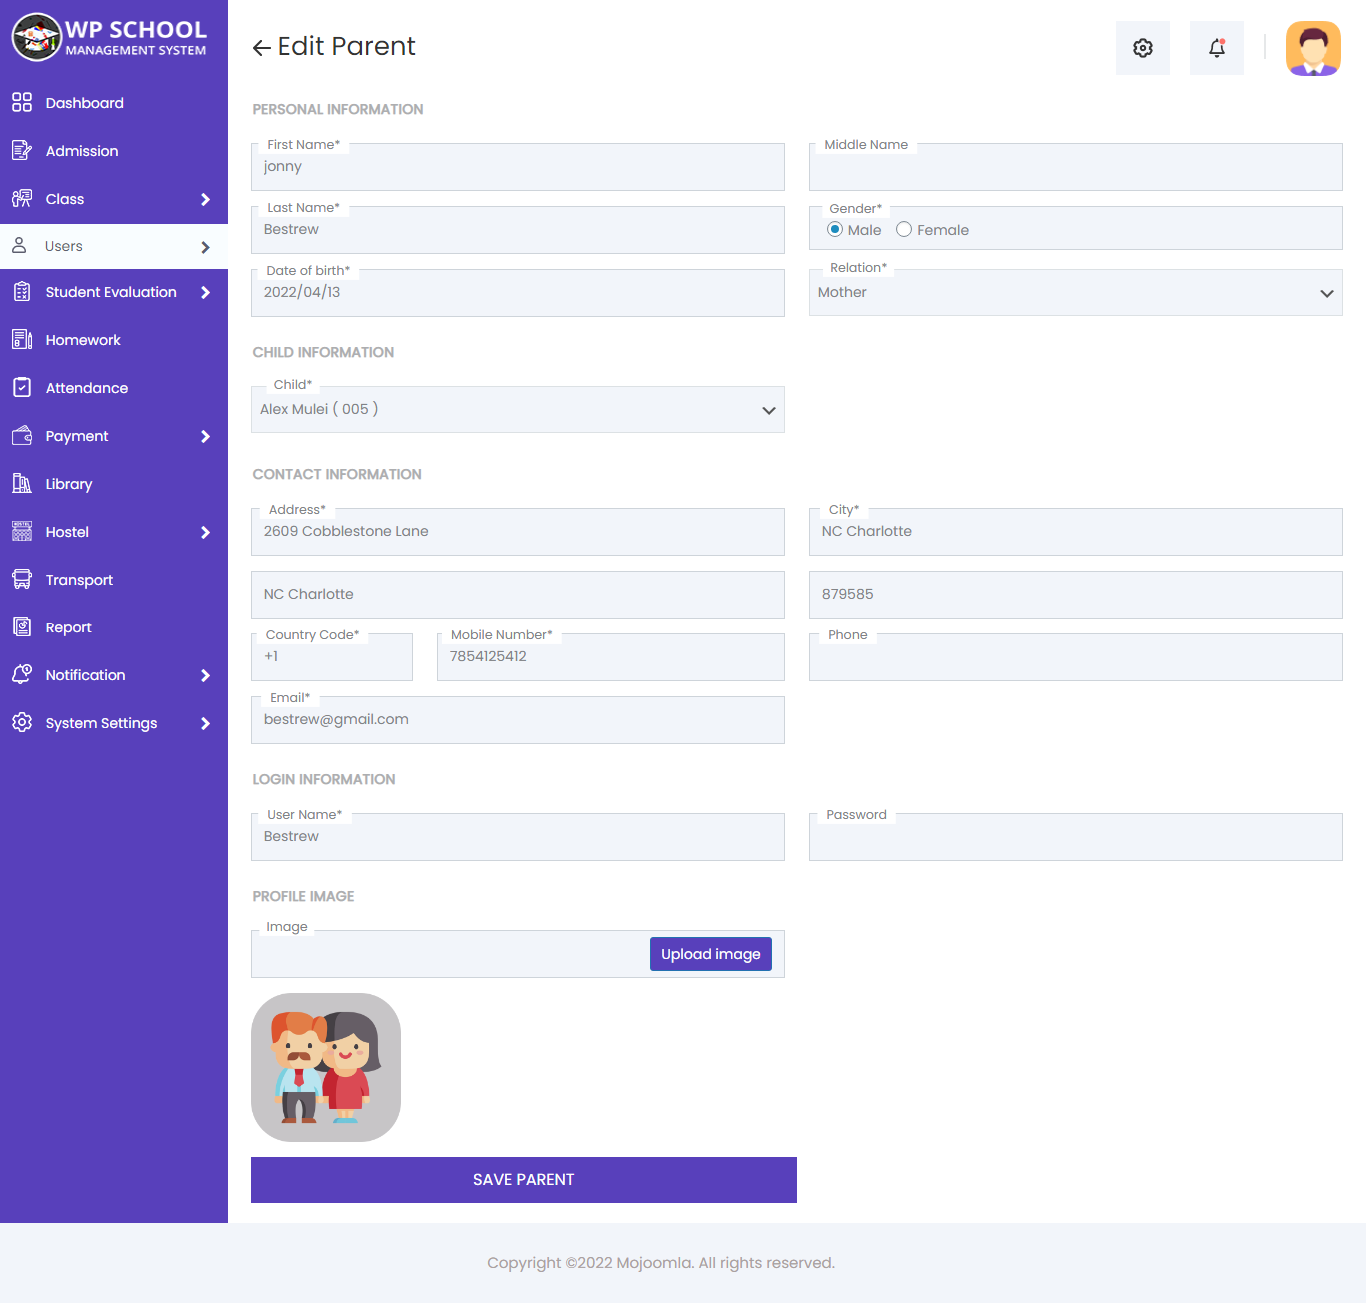 WP SCHOOL
MANAGEMENT SYSTEM
Dashboard
Admission
Class
Users
Student Evaluation
Homework
Attendance
Payment
Library
Hostel
Transport
Report
Notification
System Settings
Edit Parent
PERSONAL INFORMATION
First Name*
jonny
Middle Name
Last Name*
Bestrew
Gender*
Male Female
Date of birth*
2022/04/13
Relation*
Mother
CHILD INFORMATION
Child*
Alex Mulei ( 005 )
CONTACT INFORMATION
Address*
2609 Cobblestone Lane
City*
NC Charlotte
NC Charlotte
879585
Country Code*
+1
Mobile Number*
7854125412
Phone
Email*
bestrew@gmail.com
LOGIN INFORMATION
User Name*
Bestrew
Password
PROFILE IMAGE
Image
Upload image
SAVE PARENT
Copyright ©2022 Mojoomla. All rights reserved.